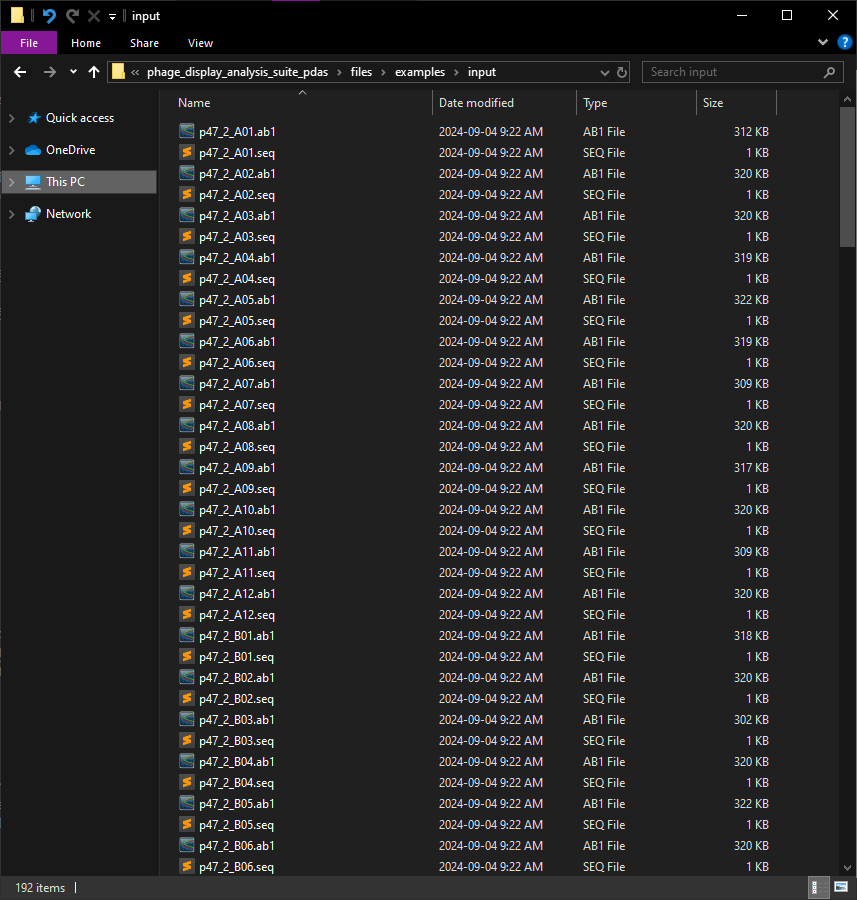 input
File Home Share View
« phage_display_analysis_suite_pdas › files › examples › input Search input
Quick access
OneDrive
This PC
Network
Name Date modified Type Size
p47_2_A01.ab1 2024-09-04 9:22 AM AB1 File 312 KB
p47_2_A01.seq 2024-09-04 9:22 AM SEQ File 1 KB
p47_2_A02.ab1 2024-09-04 9:22 AM AB1 File 320 KB
p47_2_A02.seq 2024-09-04 9:22 AM SEQ File 1 KB
p47_2_A03.ab1 2024-09-04 9:22 AM AB1 File 320 KB
p47_2_A03.seq 2024-09-04 9:22 AM SEQ File 1 KB
p47_2_A04.ab1 2024-09-04 9:22 AM AB1 File 319 KB
p47_2_A04.seq 2024-09-04 9:22 AM SEQ File 1 KB
p47_2_A05.ab1 2024-09-04 9:22 AM AB1 File 322 KB
p47_2_A05.seq 2024-09-04 9:22 AM SEQ File 1 KB
p47_2_A06.ab1 2024-09-04 9:22 AM AB1 File 319 KB
p47_2_A06.seq 2024-09-04 9:22 AM SEQ File 1 KB
p47_2_A07.ab1 2024-09-04 9:22 AM AB1 File 309 KB
p47_2_A07.seq 2024-09-04 9:22 AM SEQ File 1 KB
p47_2_A08.ab1 2024-09-04 9:22 AM AB1 File 320 KB
p47_2_A08.seq 2024-09-04 9:22 AM SEQ File 1 KB
p47_2_A09.ab1 2024-09-04 9:22 AM AB1 File 317 KB
p47_2_A09.seq 2024-09-04 9:22 AM SEQ File 1 KB
p47_2_A10.ab1 2024-09-04 9:22 AM AB1 File 320 KB
p47_2_A10.seq 2024-09-04 9:22 AM SEQ File 1 KB
p47_2_A11.ab1 2024-09-04 9:22 AM AB1 File 309 KB
p47_2_A11.seq 2024-09-04 9:22 AM SEQ File 1 KB
p47_2_A12.ab1 2024-09-04 9:22 AM AB1 File 320 KB
p47_2_A12.seq 2024-09-04 9:22 AM SEQ File 1 KB
p47_2_B01.ab1 2024-09-04 9:22 AM AB1 File 318 KB
p47_2_B01.seq 2024-09-04 9:22 AM SEQ File 1 KB
p47_2_B02.ab1 2024-09-04 9:22 AM AB1 File 320 KB
p47_2_B02.seq 2024-09-04 9:22 AM SEQ File 1 KB
p47_2_B03.ab1 2024-09-04 9:22 AM AB1 File 302 KB
p47_2_B03.seq 2024-09-04 9:22 AM SEQ File 1 KB
p47_2_B04.ab1 2024-09-04 9:22 AM AB1 File 320 KB
p47_2_B04.seq 2024-09-04 9:22 AM SEQ File 1 KB
p47_2_B05.ab1 2024-09-04 9:22 AM AB1 File 322 KB
p47_2_B05.seq 2024-09-04 9:22 AM SEQ File 1 KB
p47_2_B06.ab1 2024-09-04 9:22 AM AB1 File 320 KB
p47_2_B06.seq 2024-09-04 9:22 AM SEQ File 1 KB
192 items